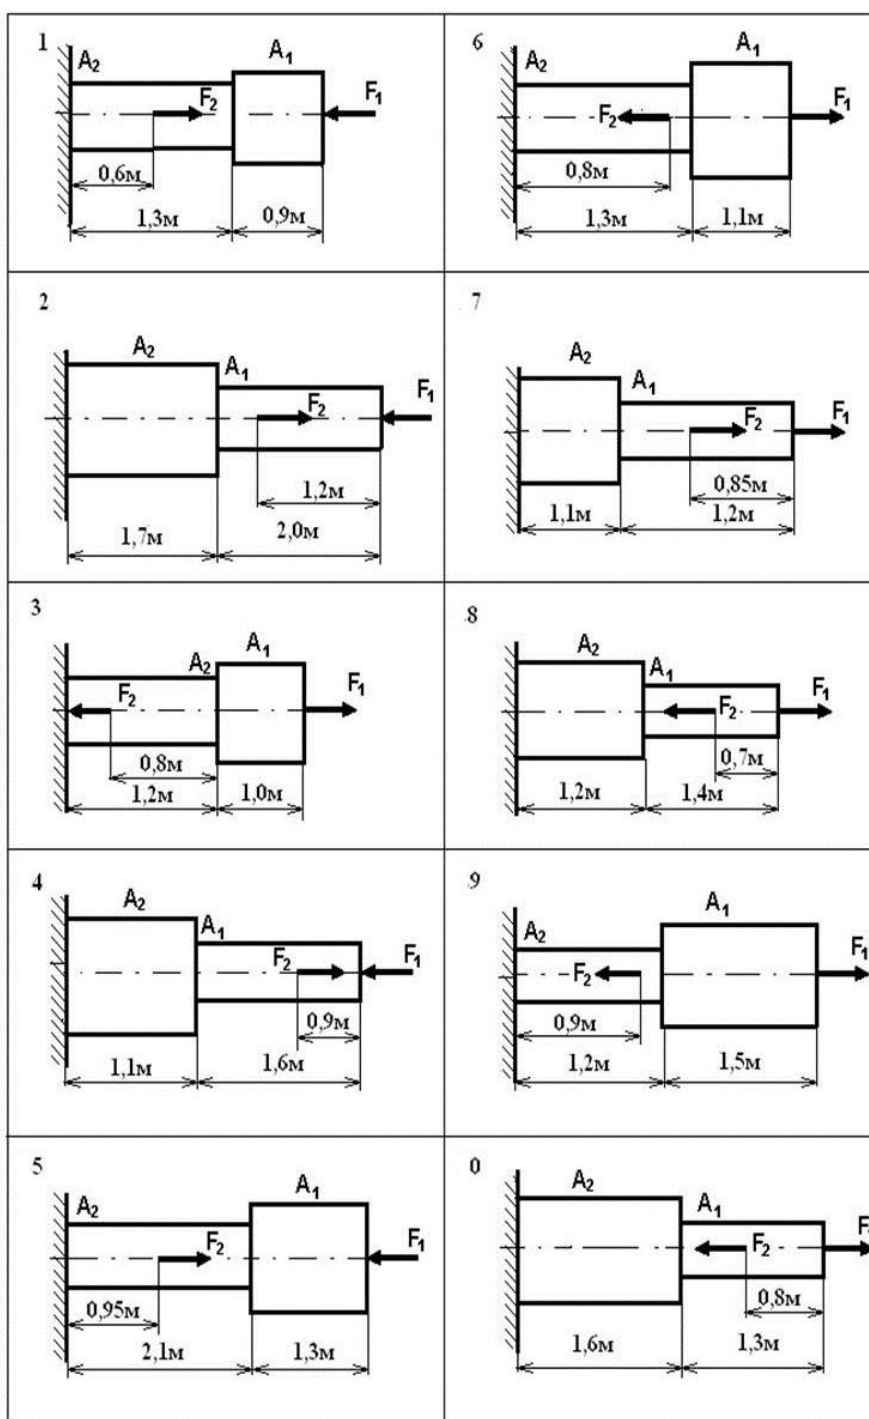 1
A₂
A₁
F₂
F₁
0,6м
1,3м
0,9м
6
A₂
A₁
F₂
F₁
0,8м
1,3м
1,1м
2
A₂
A₁
F₂
F₁
1,2м
1,7м
2,0м
7
A₂
A₁
F₂
F₁
0,85м
1,1м
1,2м
3
A₂
A₁
F₂
F₁
0,8м
1,2м
1,0м
8
A₂
A₁
F₂
F₁
0,7м
1,2м
1,4м
4
A₂
A₁
F₂
F₁
0,9м
1,1м
1,6м
9
A₂
A₁
F₂
F₁
0,9м
1,2м
1,5м
5
A₂
A₁
F₂
F₁
0,95м
2,1м
1,3м
0
A₂
A₁
F₂
F
0,8м
1,6м
1,3м